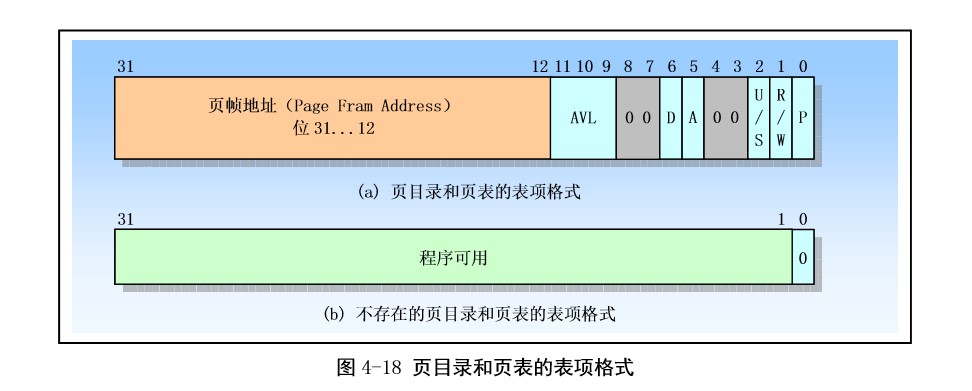 31 12 11 10 9 8 7 6 5 4 3 2 1 0
页帧地址（Page Fram Address）
位 31...12
AVL
0 0
D
A
0 0
U
/
S
R
/
W
P
(a) 页目录和页表的表项格式
31 1 0
程序可用
0
(b) 不存在的页目录和页表的表项格式
图 4-18 页目录和页表的表项格式